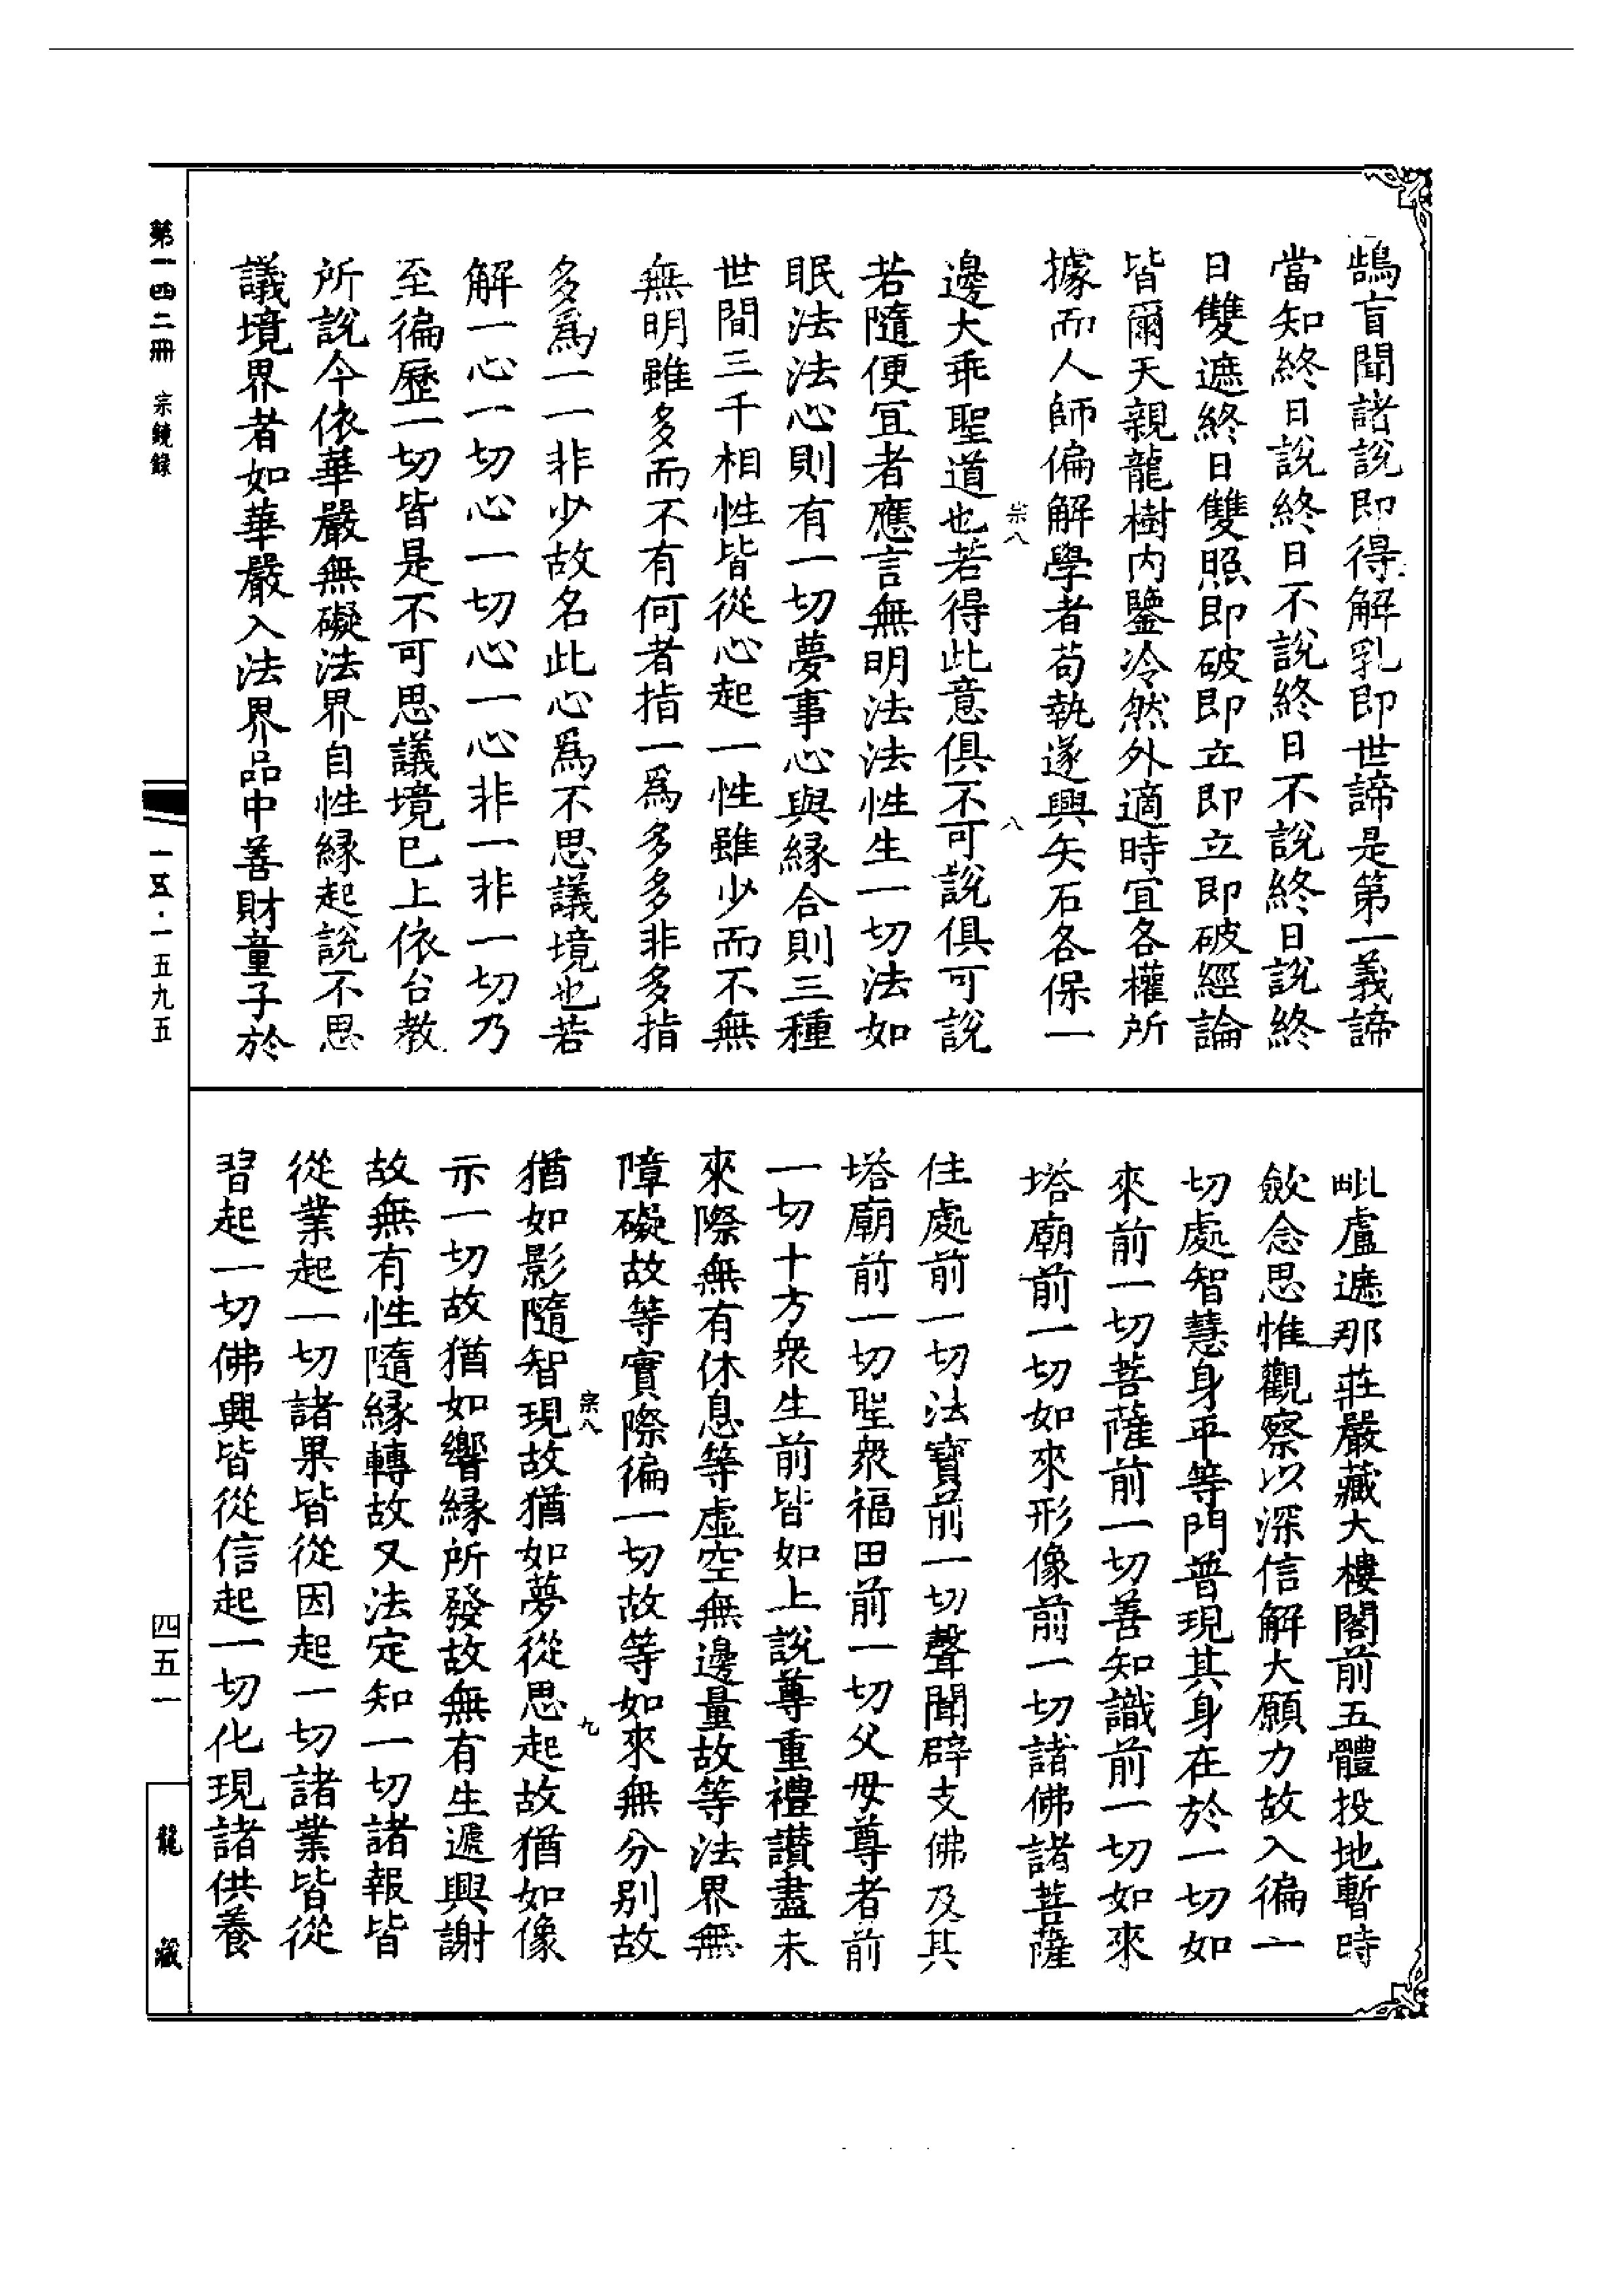 鵠盲聞諸說即得解乳即世諦是第一義諦
當知終日說終日不說終日不說終日說終
日雙遮終日雙照即破即立即立即破經論
皆爾天親龍樹內鑒冷然外適時宜各權所
據而人師偏解學者苟執遂興矢石各保一
宗八
八
邊大乖聖道也若得此意俱不可說俱可說
若隨便宜者應言無明法法性生一切法如
眠法法心則有一切夢事心與緣合則三種
世間三千相性皆從心起一性雖少而不無
無明雖多而不有何者指一爲多多非多指
多爲一一非少故名此心爲不思議境也若
解一心一切心一切心一心非一非一切乃
至徧歷一切皆是不可思議境已上依台教
所說今依華嚴無礙法界自性緣起說不思
議境界者如華嚴入法界品中善財童子於
毗盧遮那莊嚴藏大樓閣前五體投地暫時
斂念思惟觀察以深信解大願力故入徧一
切處智慧身平等門普現其身在於一切如
來前一切菩薩前一切善知識前一切如來
塔廟前一切如來形像前一切諸佛諸菩薩
住處前一切法寶前一切聲聞辟支佛及其
塔廟前一切聖衆福田前一切父母尊者前
一切十方衆生前皆如上說尊重禮讚盡未
來際無有休息等虛空無邊量故等法界無
障礙故等實際徧一切故等如來無分別故
宗八
九
猶如影隨智現故猶如夢從思起故猶如像
示一切故猶如響緣所發故無有生遞興謝
故無有性隨緣轉故又法定知一切諸報皆
從業起一切諸果皆從因起一切諸業皆從
習起一切佛興皆從信起一切化現諸供養
第一四二冊 宗鏡錄
一五·一五九五
四五一
龍藏